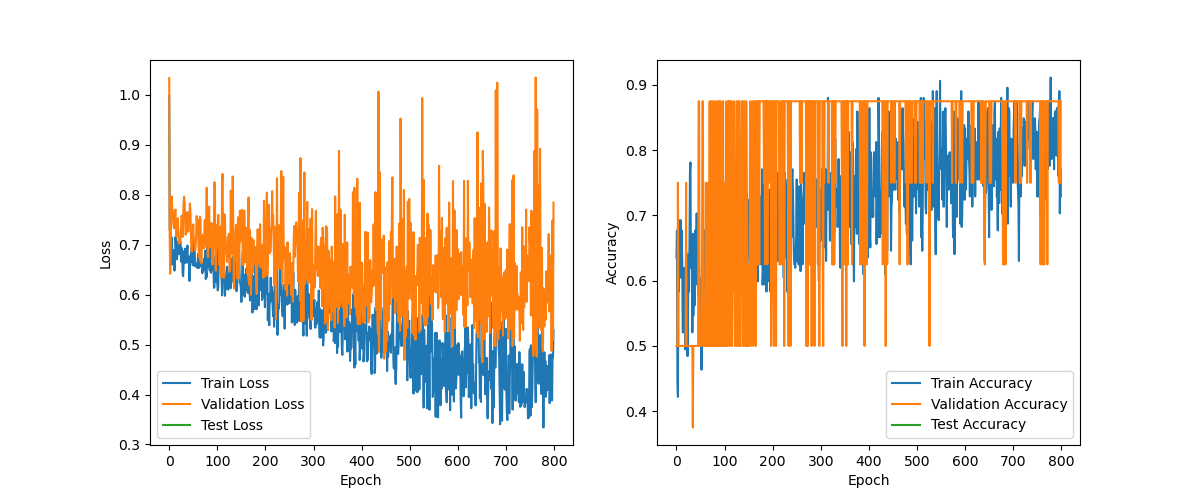 1.0
0.9
0.8
0.7
0.6
0.5
0.4
0.3
Loss
0 100 200 300 400 500 600 700 800
Epoch
Train Loss
Validation Loss
Test Loss
0.9
0.8
0.7
0.6
0.5
0.4
Accuracy
0 100 200 300 400 500 600 700 800
Epoch
Train Accuracy
Validation Accuracy
Test Accuracy